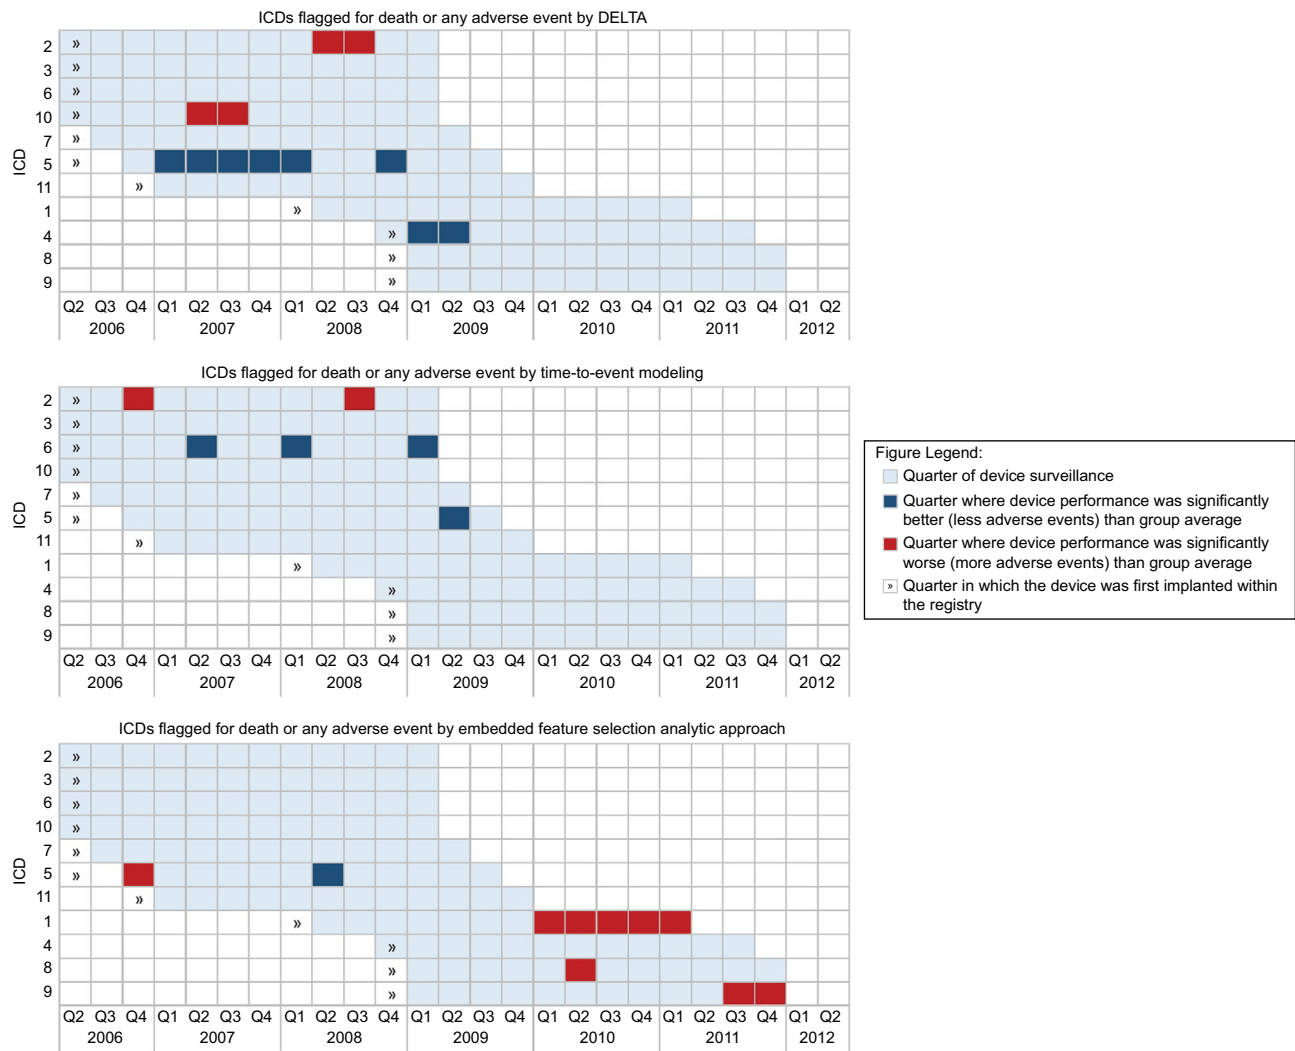 ICDs flagged for death or any adverse event by DELTA
ICD
2 »
3 »
6 »
10 »
7 »
5 »
11 »
1 »
4 »
8 »
9 »
Q2 Q3 Q4 Q1 Q2 Q3 Q4 Q1 Q2 Q3 Q4 Q1 Q2 Q3 Q4 Q1 Q2 Q3 Q4 Q1 Q2 Q3 Q4 Q1 Q2
2006 2007 2008 2009 2010 2011 2012
ICDs flagged for death or any adverse event by time-to-event modeling
ICD
2 »
3 »
6 »
10 »
7 »
5 »
11 »
1 »
4 »
8 »
9 »
Q2 Q3 Q4 Q1 Q2 Q3 Q4 Q1 Q2 Q3 Q4 Q1 Q2 Q3 Q4 Q1 Q2 Q3 Q4 Q1 Q2 Q3 Q4 Q1 Q2
2006 2007 2008 2009 2010 2011 2012
Figure Legend:
Quarter of device surveillance
Quarter where device performance was significantly
better (less adverse events) than group average
Quarter where device performance was significantly
worse (more adverse events) than group average
» Quarter in which the device was first implanted within
the registry
ICDs flagged for death or any adverse event by embedded feature selection analytic approach
ICD
2 »
3 »
6 »
10 »
7 »
5 »
11 »
1 »
4 »
8 »
9 »
Q2 Q3 Q4 Q1 Q2 Q3 Q4 Q1 Q2 Q3 Q4 Q1 Q2 Q3 Q4 Q1 Q2 Q3 Q4 Q1 Q2 Q3 Q4 Q1 Q2
2006 2007 2008 2009 2010 2011 2012